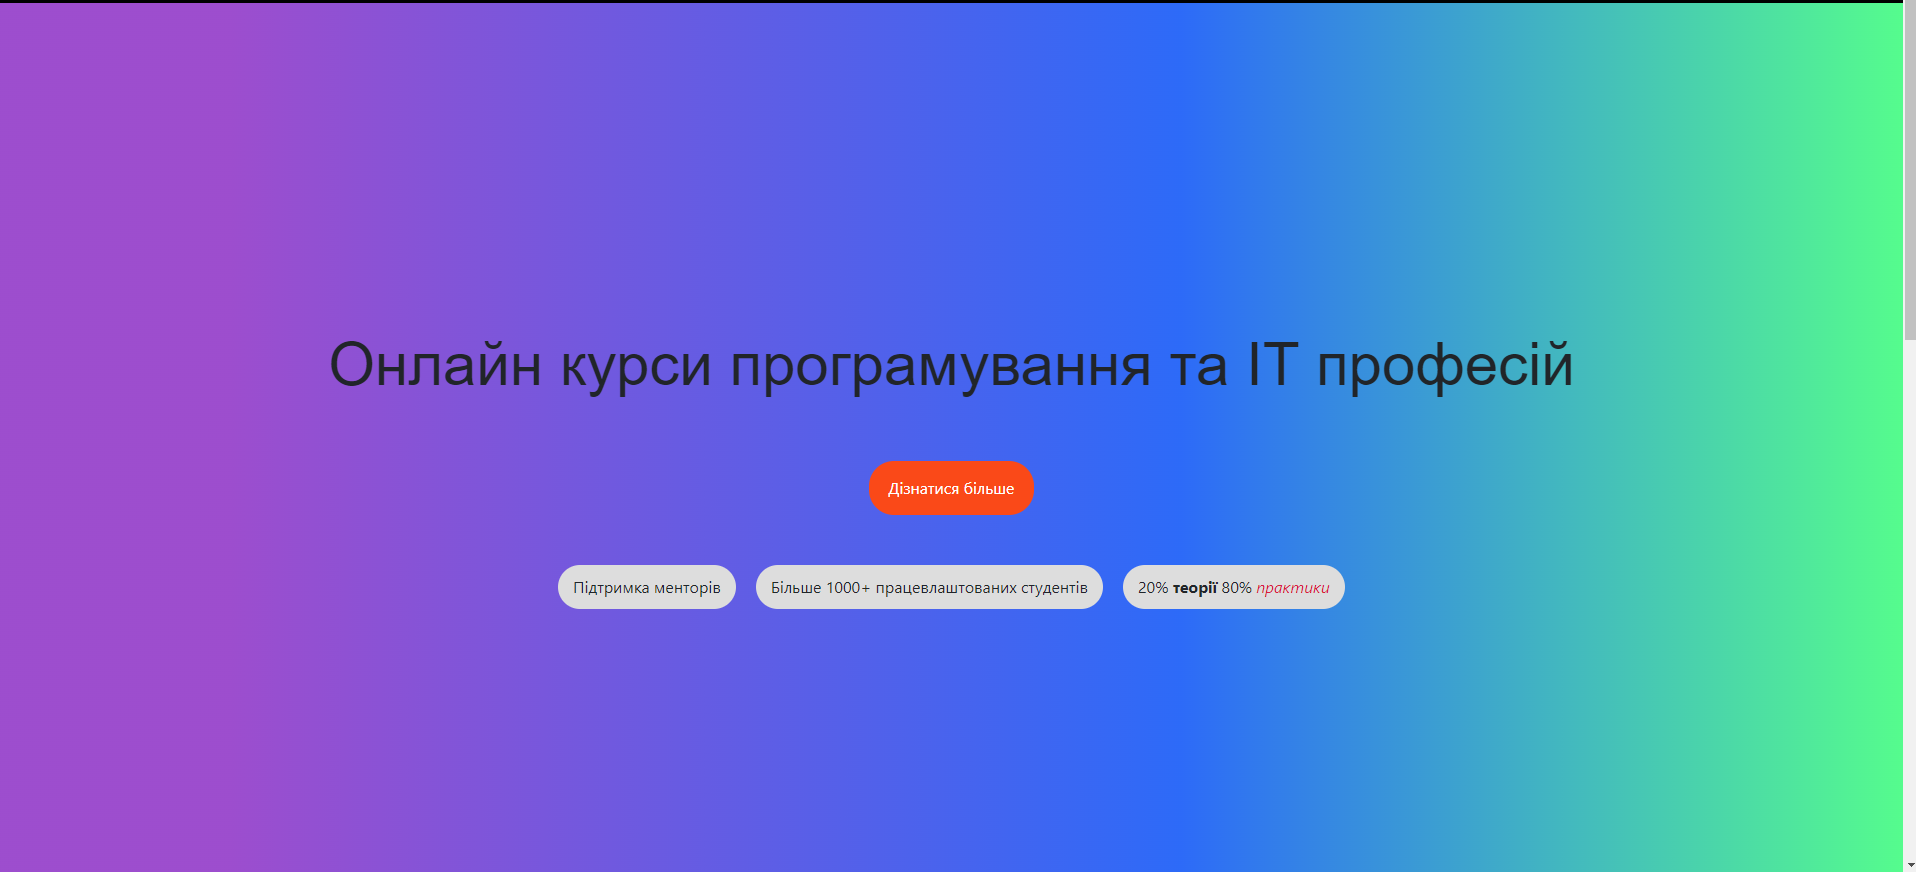 Онлайн курси програмування та IT професій
Дізнатися більше
Підтримка менторів
Більше 1000+ працевлаштованих студентів
20% теорії 80% практики